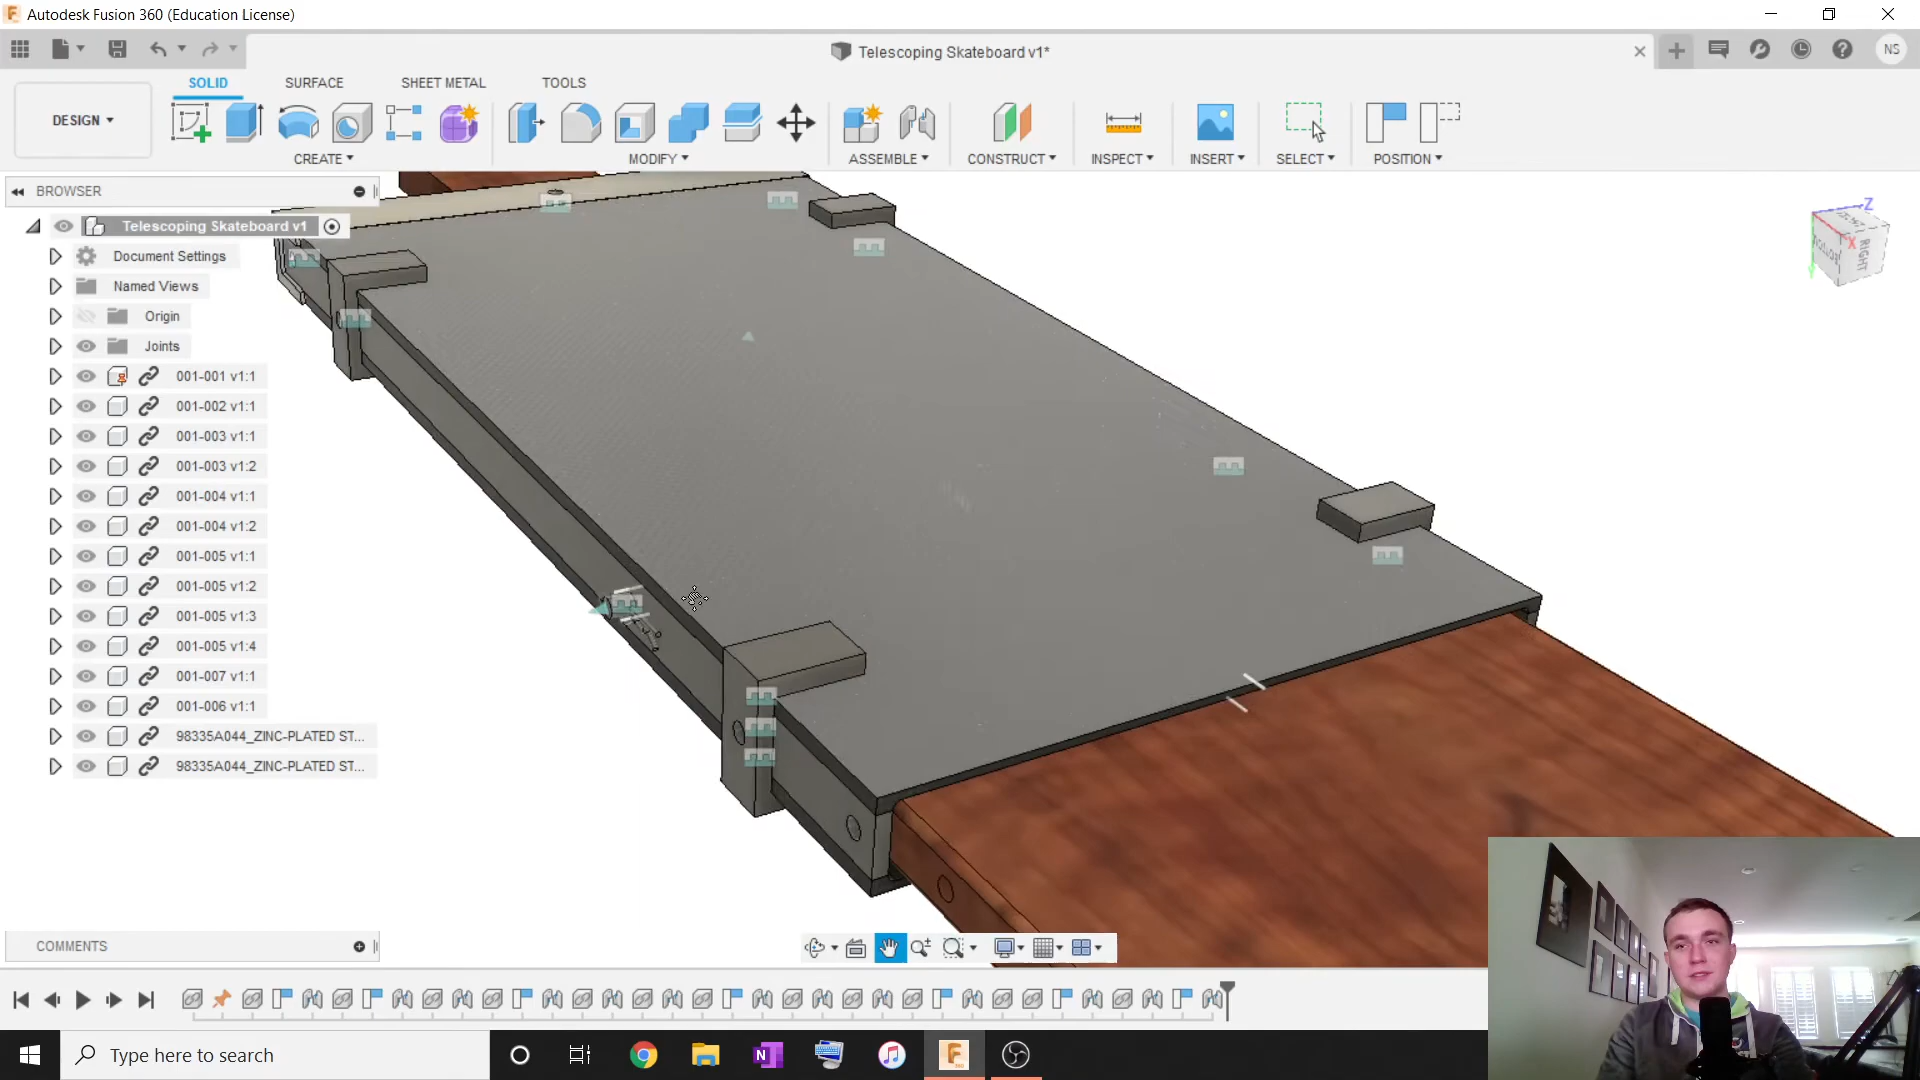 Autodesk Fusion 360 (Education License)
Telescoping Skateboard v1*
NS
SOLID
SURFACE
SHEET METAL
TOOLS
DESIGN
CREATE
MODIFY
ASSEMBLE
CONSTRUCT
INSPECT
INSERT
SELECT
POSITION
BROWSER
Telescoping Skateboard v1
Document Settings
Named Views
Origin
Joints
001-001 v1:1
001-002 v1:1
001-003 v1:1
001-003 v1:2
001-004 v1:1
001-004 v1:2
001-005 v1:1
001-005 v1:2
001-005 v1:3
001-005 v1:4
001-007 v1:1
001-006 v1:1
98335A044_ZINC-PLATED ST...
98335A044_ZINC-PLATED ST...
Z
X
RIGHT
COMMENTS
Type here to search